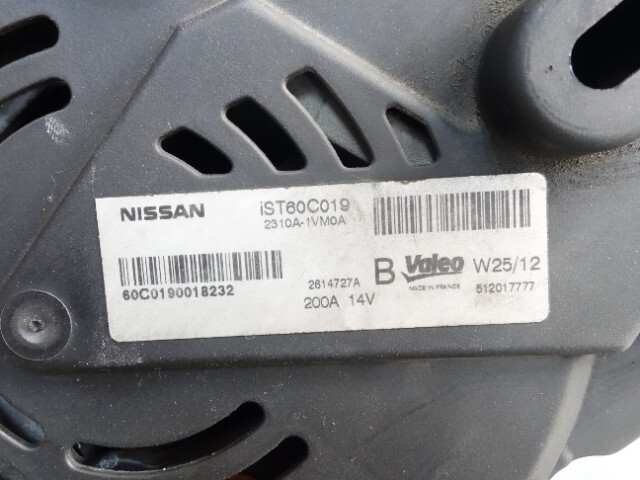 NISSAN iST60C019
2310A-1VM0A
60C0190018232
2614727A
200A 14V
B Valeo W25/12
MADE IN FRANCE 512017777